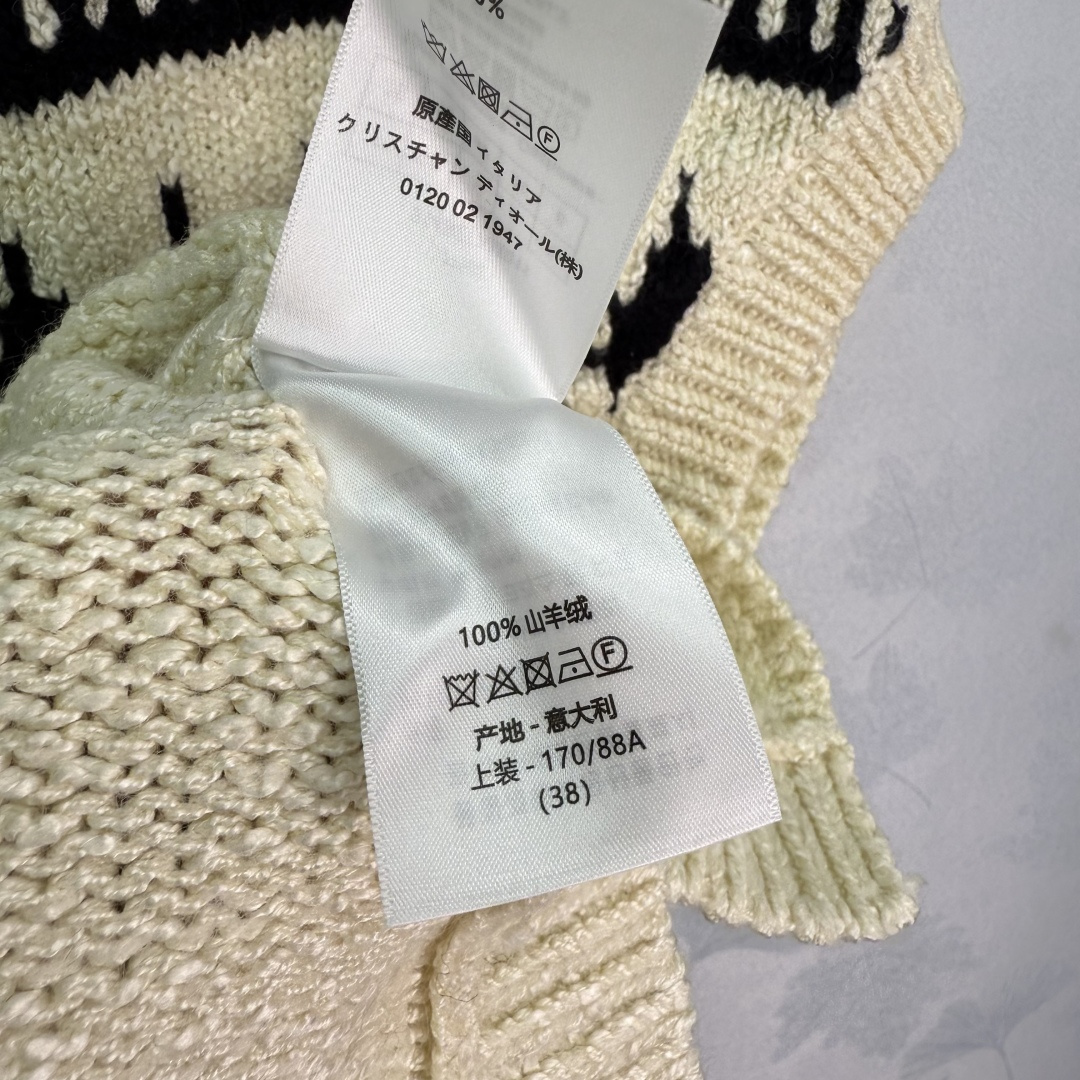 %
原産国イタリア
クリスチャン ディオール(株)
0120 02 1947
100% 山羊绒
Ⓕ
产地 - 意大利
上装 - 170/88A
(38)